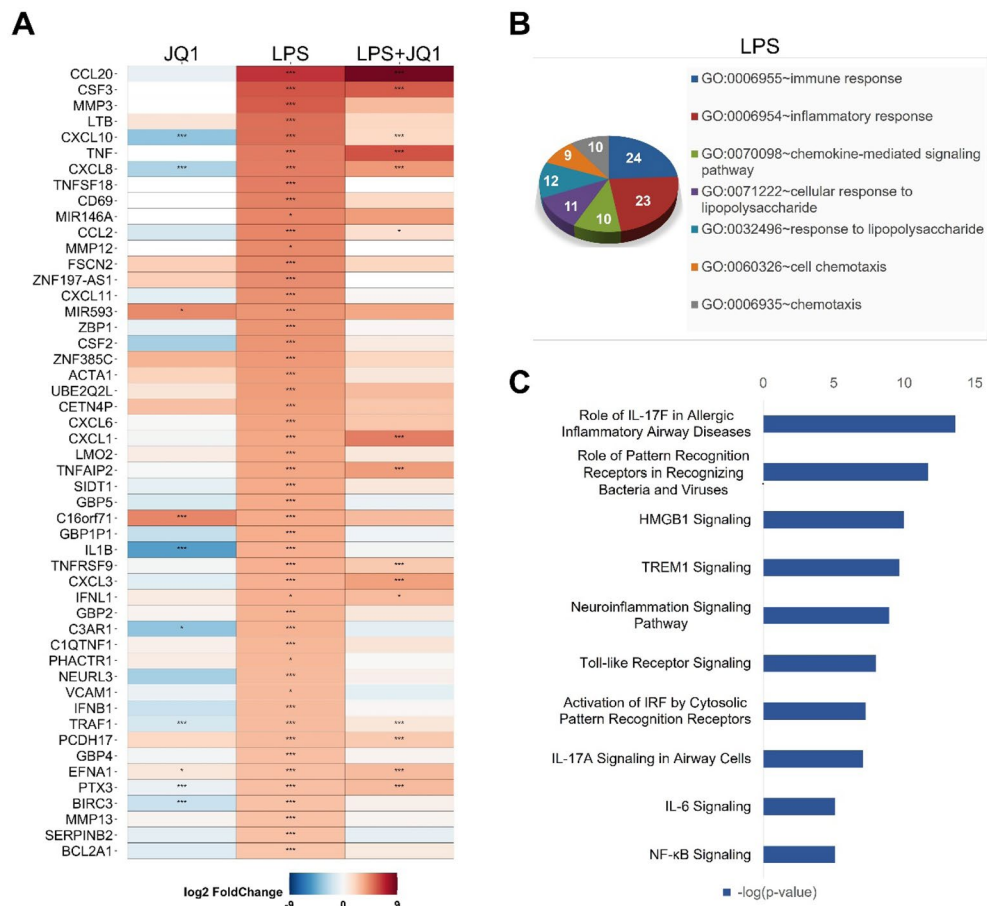 A
JQ1 LPS LPS+JQ1
CCL20 *** ***
CSF3 *** ***
MMP3 ***
LTB ***
CXCL10 *** *** ***
TNF *** ***
CXCL8 *** *** ***
TNFSF18 ***
CD69 ***
MIR146A *
CCL2 *** *
MMP12 *
FSCN2 ***
ZNF197-AS1 ***
CXCL11 ***
MIR593 * ***
ZBP1 ***
CSF2 ***
ZNF385C ***
ACTA1 ***
UBE2Q2L ***
CETN4P ***
CXCL6 ***
CXCL1 *** ***
LMO2 ***
TNFAIP2 *** ***
SIDT1 ***
GBP5 ***
C16orf71 *** ***
GBP1P1 ***
IL1B *** ***
TNFRSF9 *** ***
CXCL3 *** ***
IFNL1 * *
GBP2 ***
C3AR1 * ***
C1QTNF1 ***
PHACTR1 *
NEURL3 ***
VCAM1 *
IFNB1 ***
TRAF1 *** *** ***
PCDH17 *** ***
GBP4 ***
EFNA1 * *** ***
PTX3 *** *** ***
BIRC3 *** ***
MMP13 ***
SERPINB2 ***
BCL2A1 ***
log2 FoldChange
-9 0 9
B
LPS
24
23
10
11
12
9
10
GO:0006955~immune response
GO:0006954~inflammatory response
GO:0070098~chemokine-mediated signaling
pathway
GO:0071222~cellular response to
lipopolysaccharide
GO:0032496~response to lipopolysaccharide
GO:0060326~cell chemotaxis
GO:0006935~chemotaxis
C
0 5 10 15
Role of IL-17F in Allergic
Inflammatory Airway Diseases
Role of Pattern Recognition
Receptors in Recognizing
Bacteria and Viruses
HMGB1 Signaling
TREM1 Signaling
Neuroinflammation Signaling
Pathway
Toll-like Receptor Signaling
Activation of IRF by Cytosolic
Pattern Recognition Receptors
IL-17A Signaling in Airway Cells
IL-6 Signaling
NF-κB Signaling
-log(p-value)